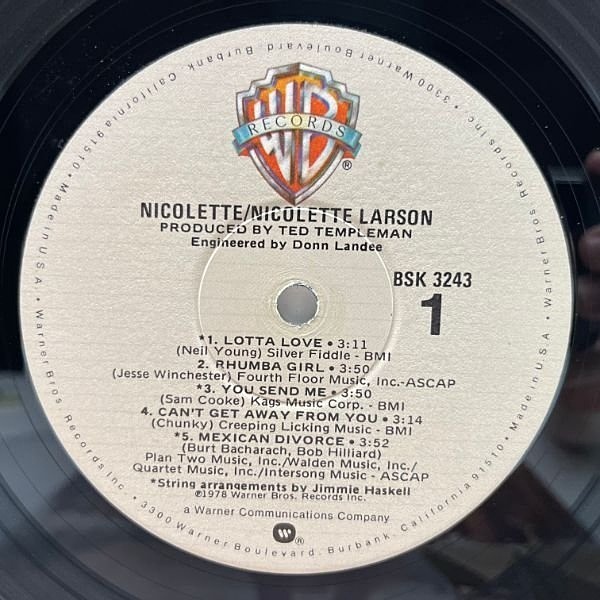 WB
RECORDS
®
NICOLETTE/NICOLETTE LARSON
PRODUCED BY TED TEMPLEMAN
Engineered by Donn Landee
BSK 3243
1
*1. LOTTA LOVE • 3:11
(Neil Young) Silver Fiddle - BMI
2. RHUMBA GIRL • 3:50
(Jesse Winchester) Fourth Floor Music, Inc.-ASCAP
*3. YOU SEND ME • 3:50
(Sam Cooke) Kags Music Corp. - BMI
4. CAN'T GET AWAY FROM YOU • 3:14
(Chunky) Creeping Licking Music - BMI
*5. MEXICAN DIVORCE • 3:52
(Burt Bacharach, Bob Hilliard)
Plan Two Music, Inc./Walden Music, Inc./
Quartet Music, Inc./Intersong Music - ASCAP
*String arrangements by Jimmie Haskell
©1978 Warner Bros. Records Inc.
a Warner Communications Company
®
Warner Bros. Records Inc. • 3300 Warner Boulevard, Burbank, California 91510 • Made in U.S.A. •
Warner Bros. Records Inc. • 3300 Warner Boulevard, Burbank, California 91510 • Made in U.S.A. •